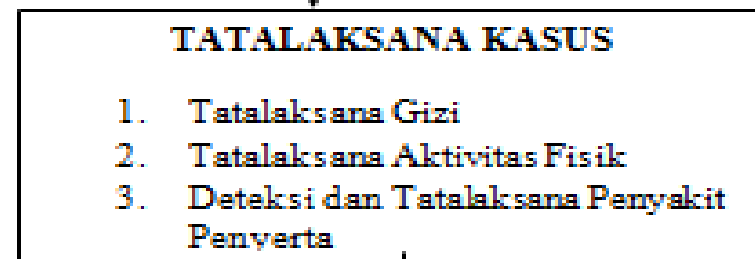 TATALAKSANA KASUS
1. Tatalaksana Gizi
2. Tatalaksana Aktivitas Fisik
3. Deteksi dan Tatalaksana Penyakit
Penyerta